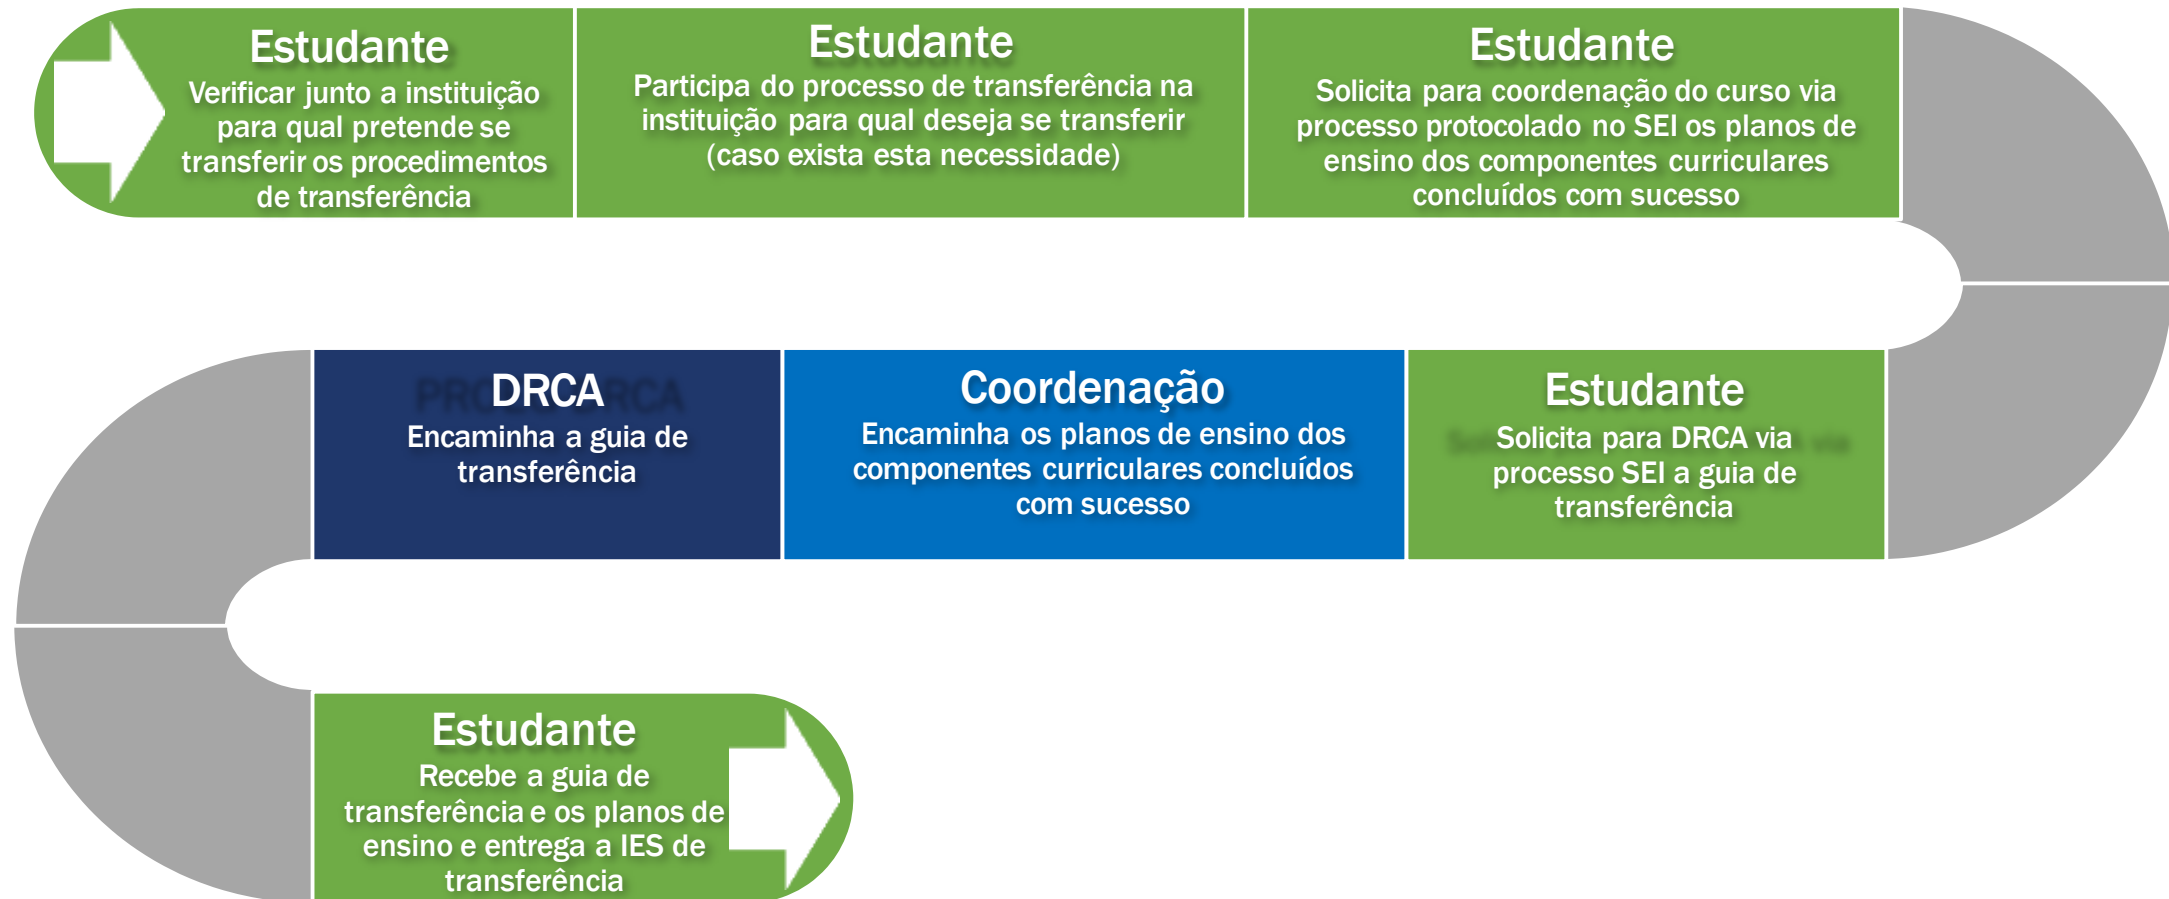 Estudante
Verificar junto a instituição
para qual pretende se
transferir os procedimentos
de transferência
Estudante
Participa do processo de transferência na
instituição para qual deseja se transferir
(caso exista esta necessidade)
Estudante
Solicita para coordenação do curso via
processo protocolado no SEI os planos de
ensino dos componentes curriculares
concluídos com sucesso
Estudante
Solicita para DRCA via
processo SEI a guia de
transferência
Coordenação
Encaminha os planos de ensino dos
componentes curriculares concluídos
com sucesso
DRCA
Encaminha a guia de
transferência
Estudante
Recebe a guia de
transferência e os planos de
ensino e entrega a IES de
transferência